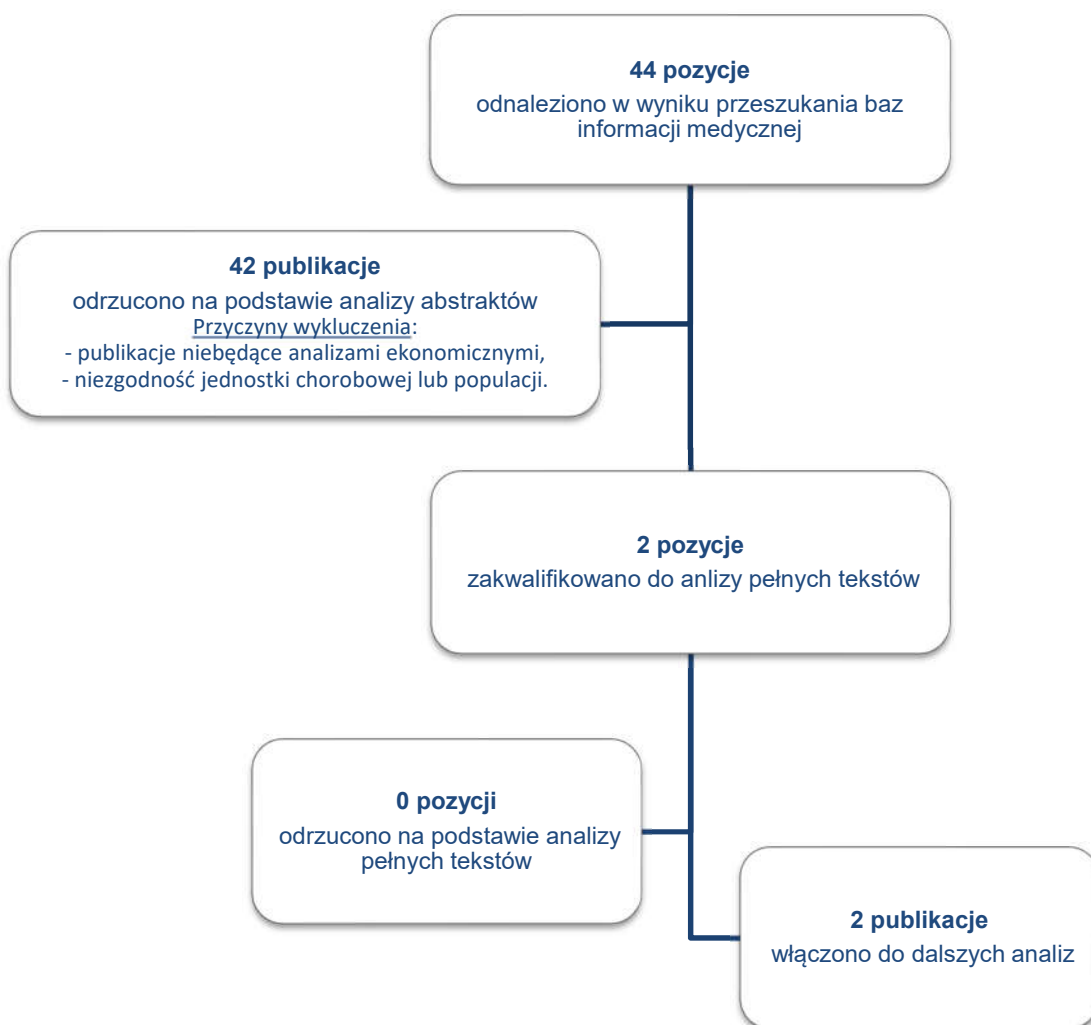 44 pozycje
odnaleziono w wyniku przeszukania baz
informacji medycznej
42 publikacje
odrzucono na podstawie analizy abstraktów
Przyczyny wykluczenia:
- publikacje niebędące analizami ekonomicznymi,
- niezgodność jednostki chorobowej lub populacji.
2 pozycje
zakwalifikowano do anlizy pełnych tekstów
0 pozycji
odrzucono na podstawie analizy
pełnych tekstów
2 publikacje
włączono do dalszych analiz